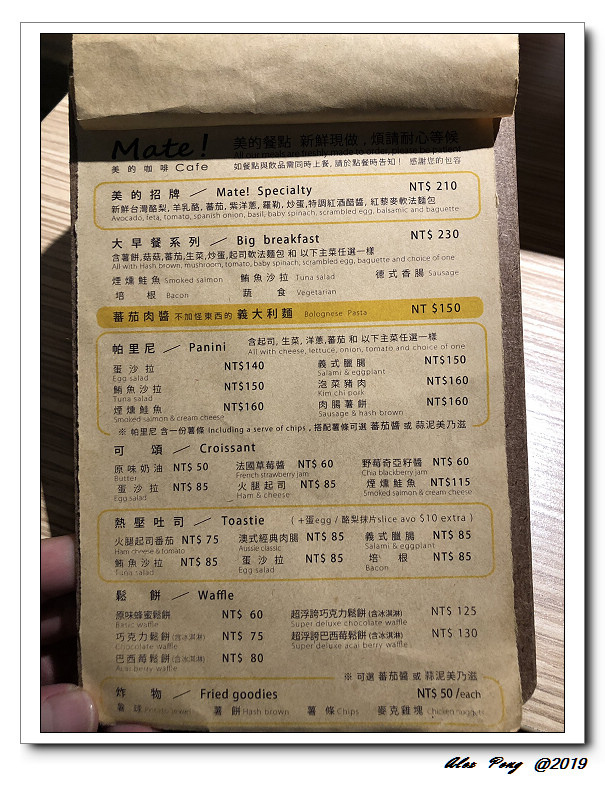 Mate!
美的咖啡 Cafe
美的餐點 新鮮現做，煩請耐心等候
如餐點與飲品需同時上餐，請於點餐時告知！ 感謝您的包容
美的招牌 ／ Mate! Specialty NT$ 210
新鮮台灣酪梨, 羊乳酪, 蕃茄, 紫洋蔥, 羅勒, 炒蛋,特調紅酒醋醬, 紅藜麥軟法麵包
Avocado, feta, tomato, spanish onion, basil, baby spinach, scrambled egg, balsamic and baguette
大早餐系列 ／ Big breakfast NT$ 230
含薯餅,菇菇,蕃茄,生菜,炒蛋,起司軟法麵包 和 以下主菜任選一樣
All with Hash brown, mushroom, tomato, baby spinach, scrambled egg, baguette and choice of one
煙燻鮭魚 Smoked salmon 鮪魚沙拉 Tuna salad 德式香腸 Sausage
培根 Bacon 蔬食 Vegetarian
蕃茄肉醬 不加怪東西的 義大利麵 Bolognese Pasta NT $150
帕里尼 ／ Panini 含起司, 生菜, 洋蔥,蕃茄 和 以下主菜任選一樣
All with cheese, lettuce, onion, tomato and choice of one
蛋沙拉 NT$140 義式臘腸 NT$150
Egg salad Salami & eggplant
鮪魚沙拉 NT$150 泡菜豬肉 NT$160
Tuna salad Kim chi pork
煙燻鮭魚 NT$160 肉腸薯餅 NT$160
Smoked salmon & cream cheese Sausage & hash brown
※ 帕里尼 含一份薯條 Including a serve of chips , 搭配薯條可選 蕃茄醬 或 蒜泥美乃滋
可頌 ／ Croissant
原味奶油 NT$ 50 法國草莓醬 NT$ 60 野莓奇亞籽醬 NT$ 60
Butter French strawberry jam Chia blackberry jam
蛋沙拉 NT$ 85 火腿起司 NT$ 85 煙燻鮭魚 NT$115
Egg salad Ham & cheese Smoked salmon & cream cheese
熱壓吐司 ／ Toastie (＋蛋egg / 酪梨抹片slice avo $10 extra )
火腿起司蕃茄 NT$ 75 澳式經典肉腸 NT$ 85 義式臘腸 NT$ 85
Ham cheese & tomato Aussie classic Salami & eggplant
鮪魚沙拉 NT$ 85 蛋沙拉 NT$ 85 培根 NT$ 85
Tuna salad Egg salad Bacon
鬆餅 ／ Waffle
原味蜂蜜鬆餅 NT$ 60 超浮誇巧克力鬆餅(含冰淇淋) NT$ 125
Basic waffle Super deluxe chocolate waffle
巧克力鬆餅(含冰淇淋) NT$ 75 超浮誇巴西莓鬆餅(含冰淇淋) NT$ 130
Chocolate waffle Super deluxe acai berry waffle
巴西莓鬆餅(含冰淇淋) NT$ 80
Acai berry waffle
※ 可選 蕃茄醬 或 蒜泥美乃滋
炸物 ／ Fried goodies NT$ 50 /each
薯球 薯餅 Hash brown 薯條 Chips 麥克雞塊 Chicken nuggets
Alex Pong @2019